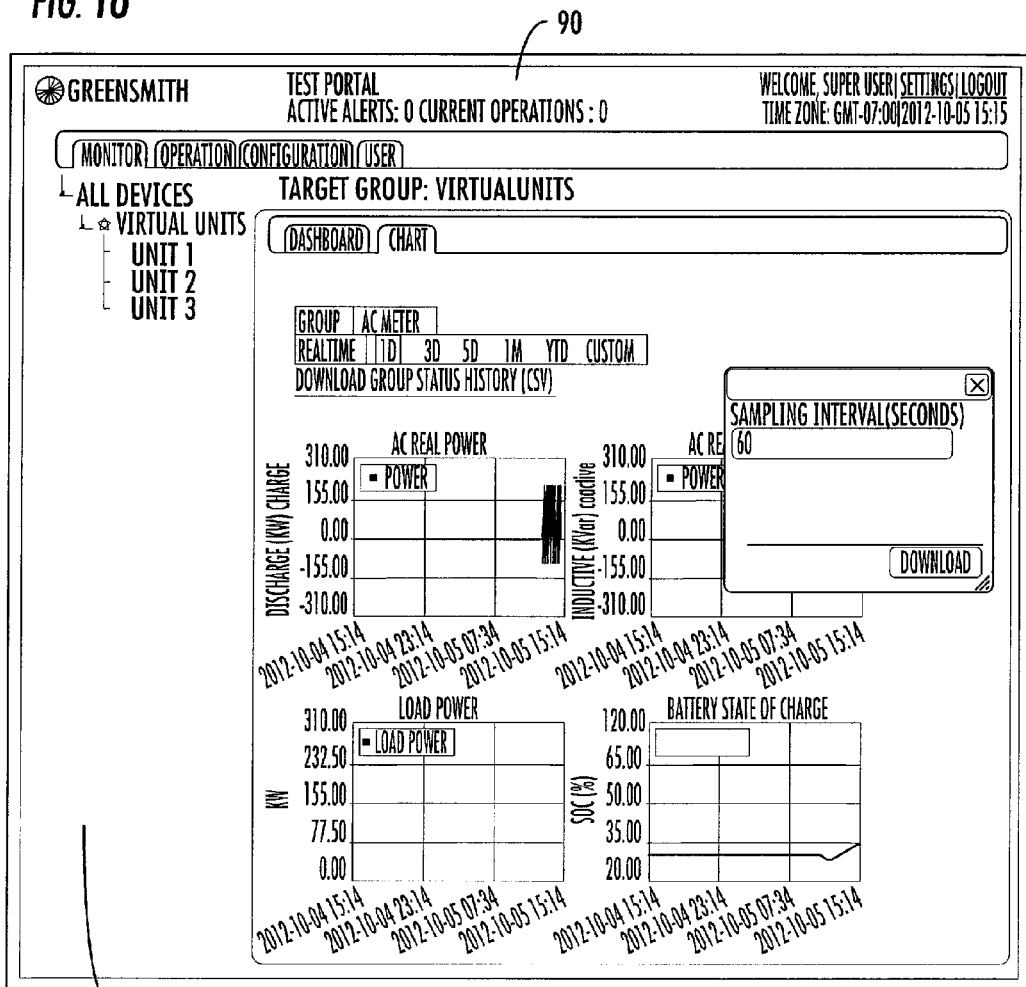 FIG. 10
90
GREENSMITH
TEST PORTAL
ACTIVE ALERTS: 0 CURRENT OPERATIONS : 0
WELCOME, SUPER USER| SETTINGS| LOGOUT
TIME ZONE: GMT-07:00|2012-10-05 15:15
MONITOR OPERATION CONFIGURATION USER
ALL DEVICES
VIRTUAL UNITS
UNIT 1
UNIT 2
UNIT 3
TARGET GROUP: VIRTUALUNITS
DASHBOARD CHART
GROUP AC METER
REALTIME 1D 3D 5D 1M YTD CUSTOM
DOWNLOAD GROUP STATUS HISTORY (CSV)
SAMPLING INTERVAL(SECONDS)
60
DOWNLOAD
AC REAL POWER
POWER
DISCHARGE (KW) CHARGE
310.00
155.00
0.00
-155.00
-310.00
2012-10-04 15:14
2012-10-04 23:14
2012-10-05 07:34
2012-10-05 15:14
AC RE
POWER
INDUCTIVE (KVar) coactive
310.00
155.00
0.00
-155.00
-310.00
2012-10-04 15:14
2012-10-04 23:14
2012-10-05 07:34
2012-10-05 15:14
LOAD POWER
LOAD POWER
KW
310.00
232.50
155.00
77.50
0.00
2012-10-04 15:14
2012-10-04 23:14
2012-10-05 07:34
2012-10-05 15:14
BATTERY STATE OF CHARGE
SOC (%)
120.00
65.00
50.00
35.00
20.00
2012-10-04 15:14
2012-10-04 23:14
2012-10-05 07:34
2012-10-05 15:14